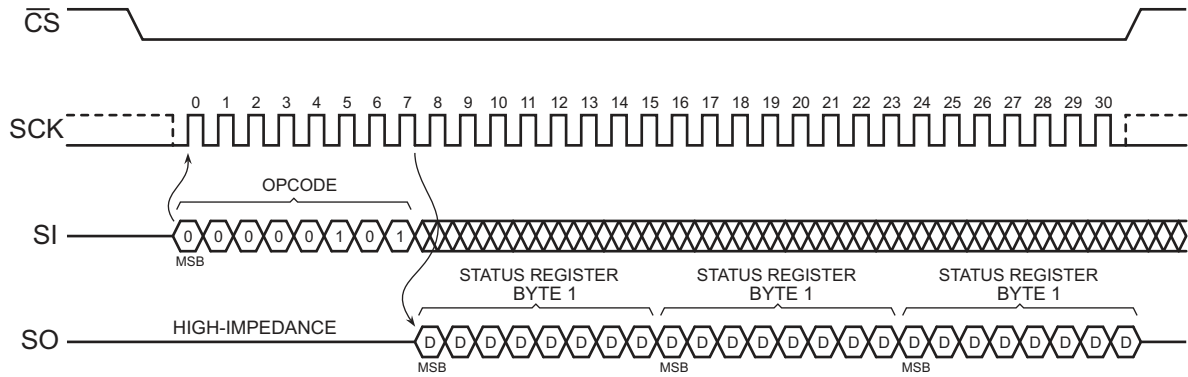 CS
0 1 2 3 4 5 6 7 8 9 10 11 12 13 14 15 16 17 18 19 20 21 22 23 24 25 26 27 28 29 30
SCK
OPCODE
SI 0 0 0 0 0 1 0 1
MSB
STATUS REGISTER BYTE 1
STATUS REGISTER BYTE 1
STATUS REGISTER BYTE 1
HIGH-IMPEDANCE
SO D D D D D D D D D D D D D D D D D D D D D D D D
MSB MSB MSB